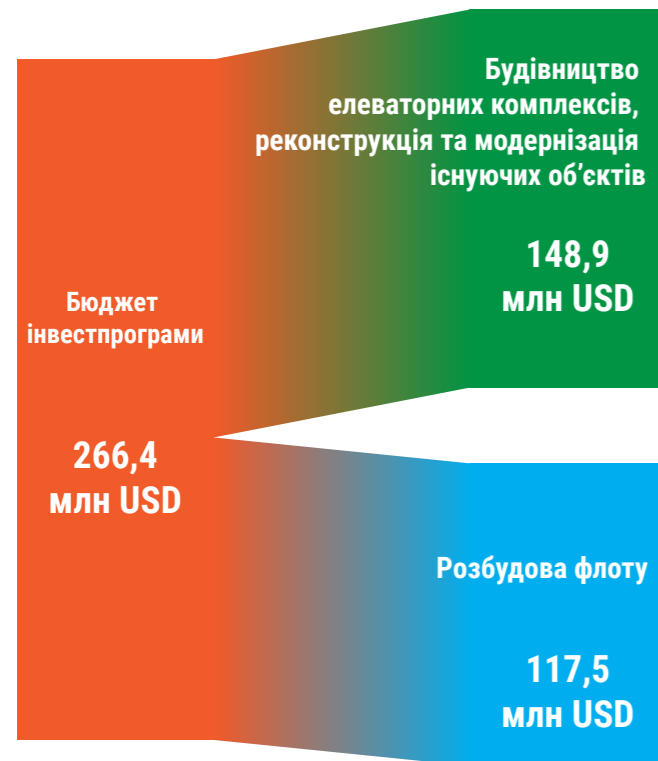 Бюджет
інвестпрограми
266,4
млн USD
Будівництво
елеваторних комплексів,
реконструкція та модернізація
існуючих об’єктів
148,9
млн USD
Розбудова флоту
117,5
млн USD